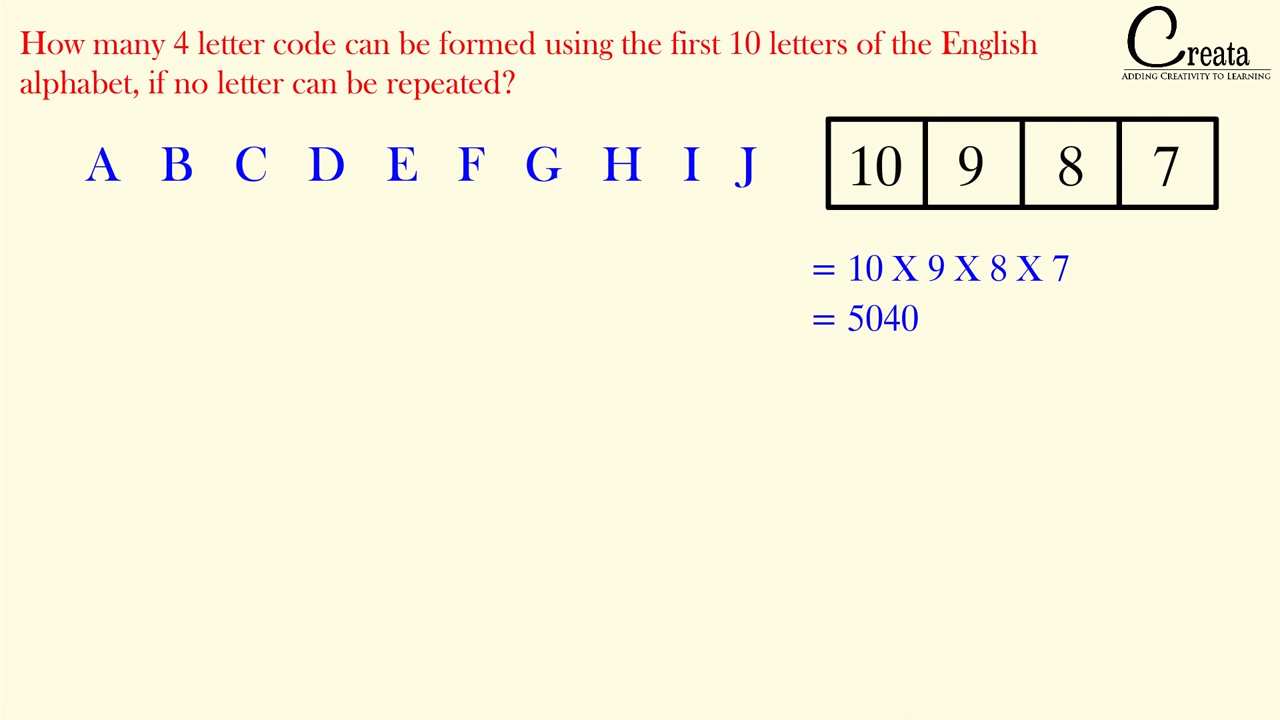 How many 4 letter code can be formed using the first 10 letters of the English
alphabet, if no letter can be repeated?
Creata
ADDING CREATIVITY TO LEARNING
A B C D E F G H I J
10 9 8 7
= 10 X 9 X 8 X 7
= 5040